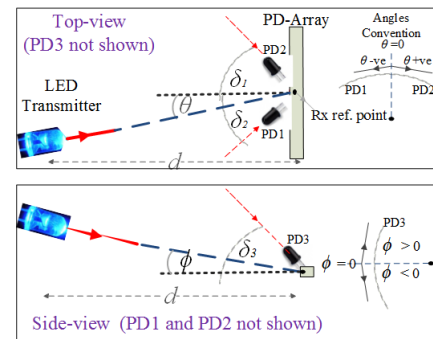 Top-view
(PD3 not shown)
PD-Array
Angles
Convention
θ=0
θ-ve
θ+ve
PD1
PD2
LED
Transmitter
PD2
δ1
θ
δ2
PD1
Rx ref. point
d
PD3
δ3
PD3
ϕ
ϕ = 0
ϕ > 0
ϕ < 0
d
Side-view (PD1 and PD2 not shown)